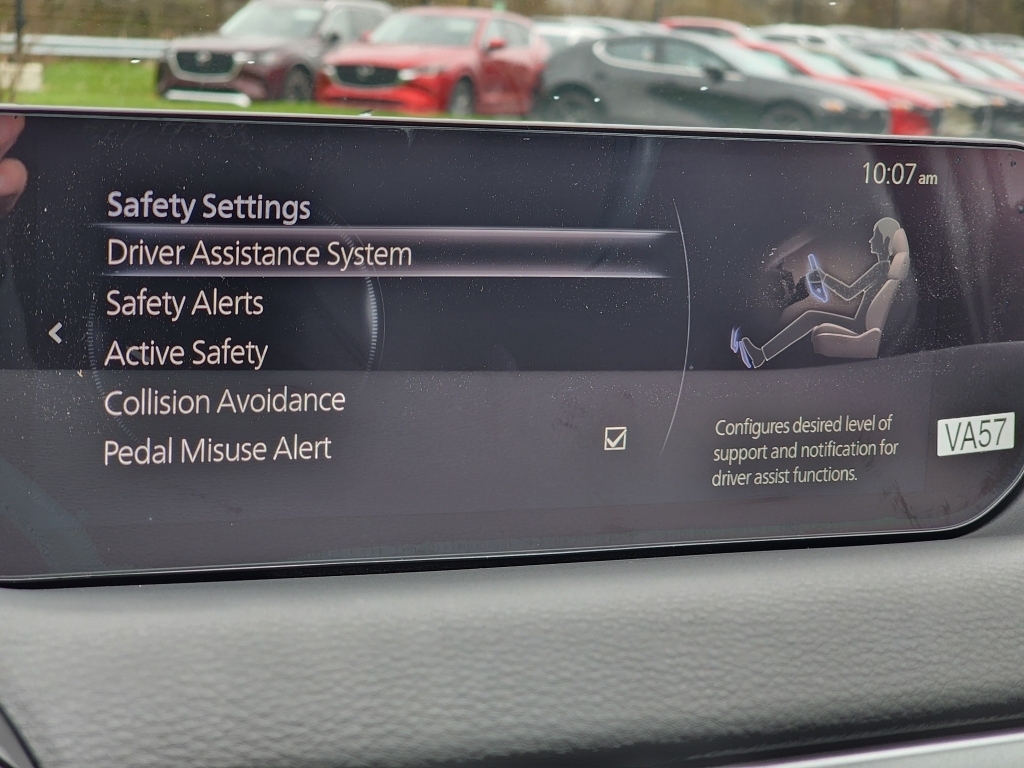 10:07 am
Safety Settings
Driver Assistance System
Safety Alerts
Active Safety
Collision Avoidance
Pedal Misuse Alert
Configures desired level of
support and notification for
driver assist functions.
VA57